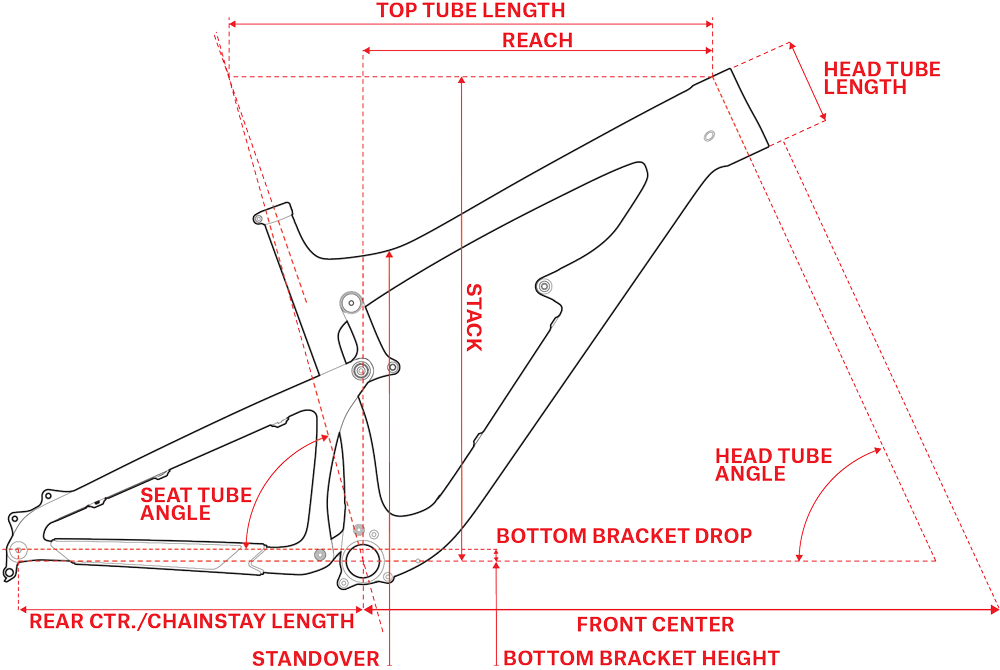 TOP TUBE LENGTH
REACH
HEAD TUBE
LENGTH
STACK
HEAD TUBE
ANGLE
SEAT TUBE
ANGLE
BOTTOM BRACKET DROP
REAR CTR./CHAINSTAY LENGTH
FRONT CENTER
STANDOVER
BOTTOM BRACKET HEIGHT